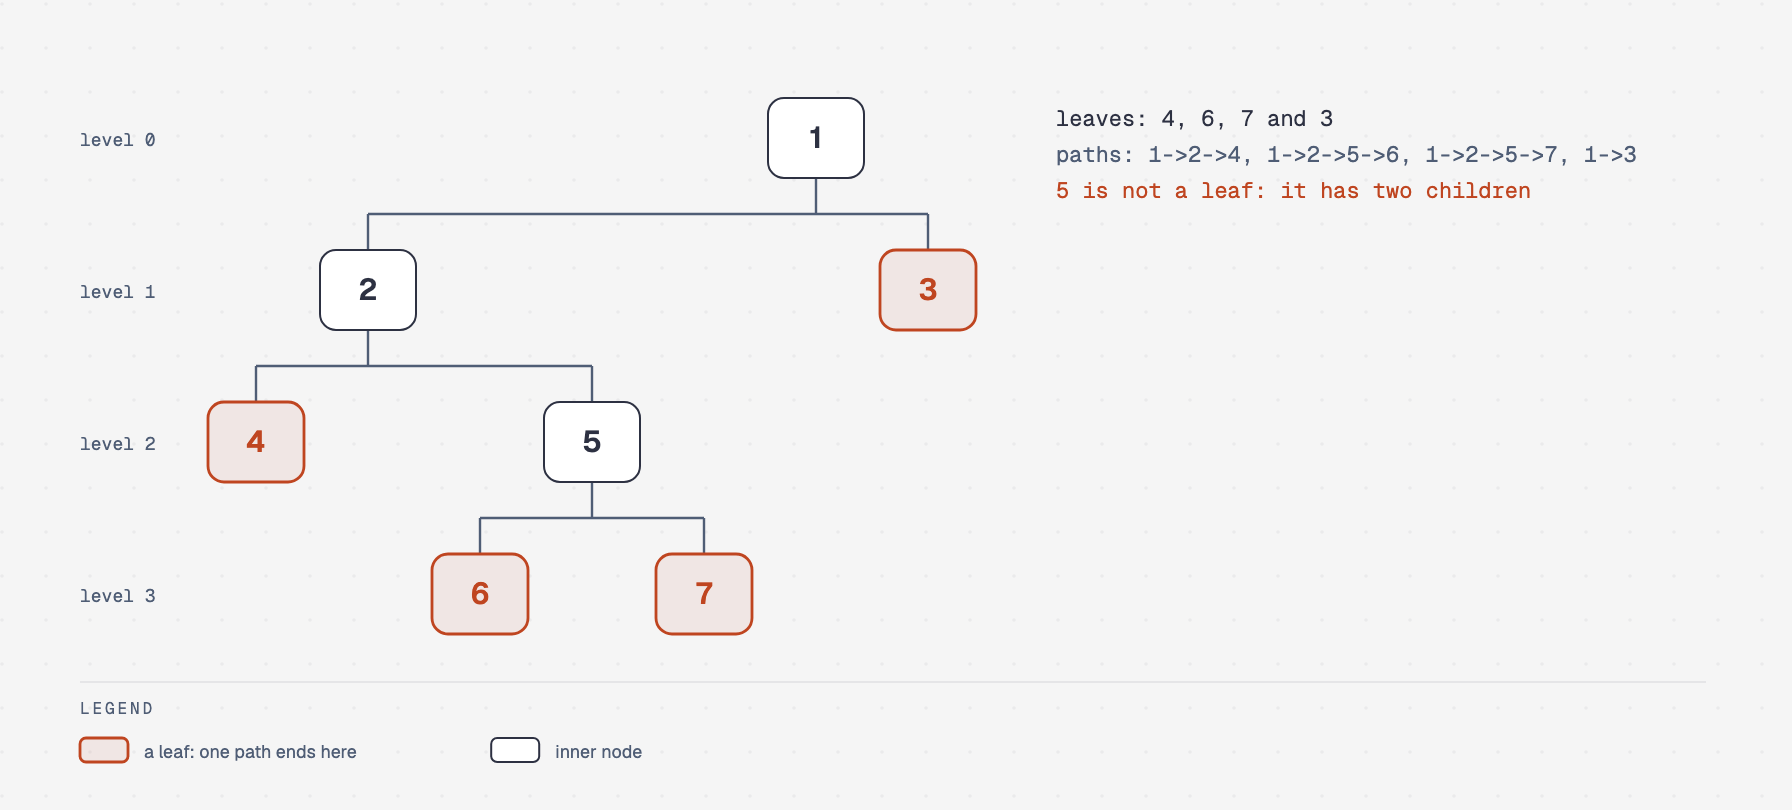 level 0
1
leaves: 4, 6, 7 and 3
paths: 1->2->4, 1->2->5->6, 1->2->5->7, 1->3
5 is not a leaf: it has two children
level 1
2
3
level 2
4
5
level 3
6
7
LEGEND
a leaf: one path ends here
inner node